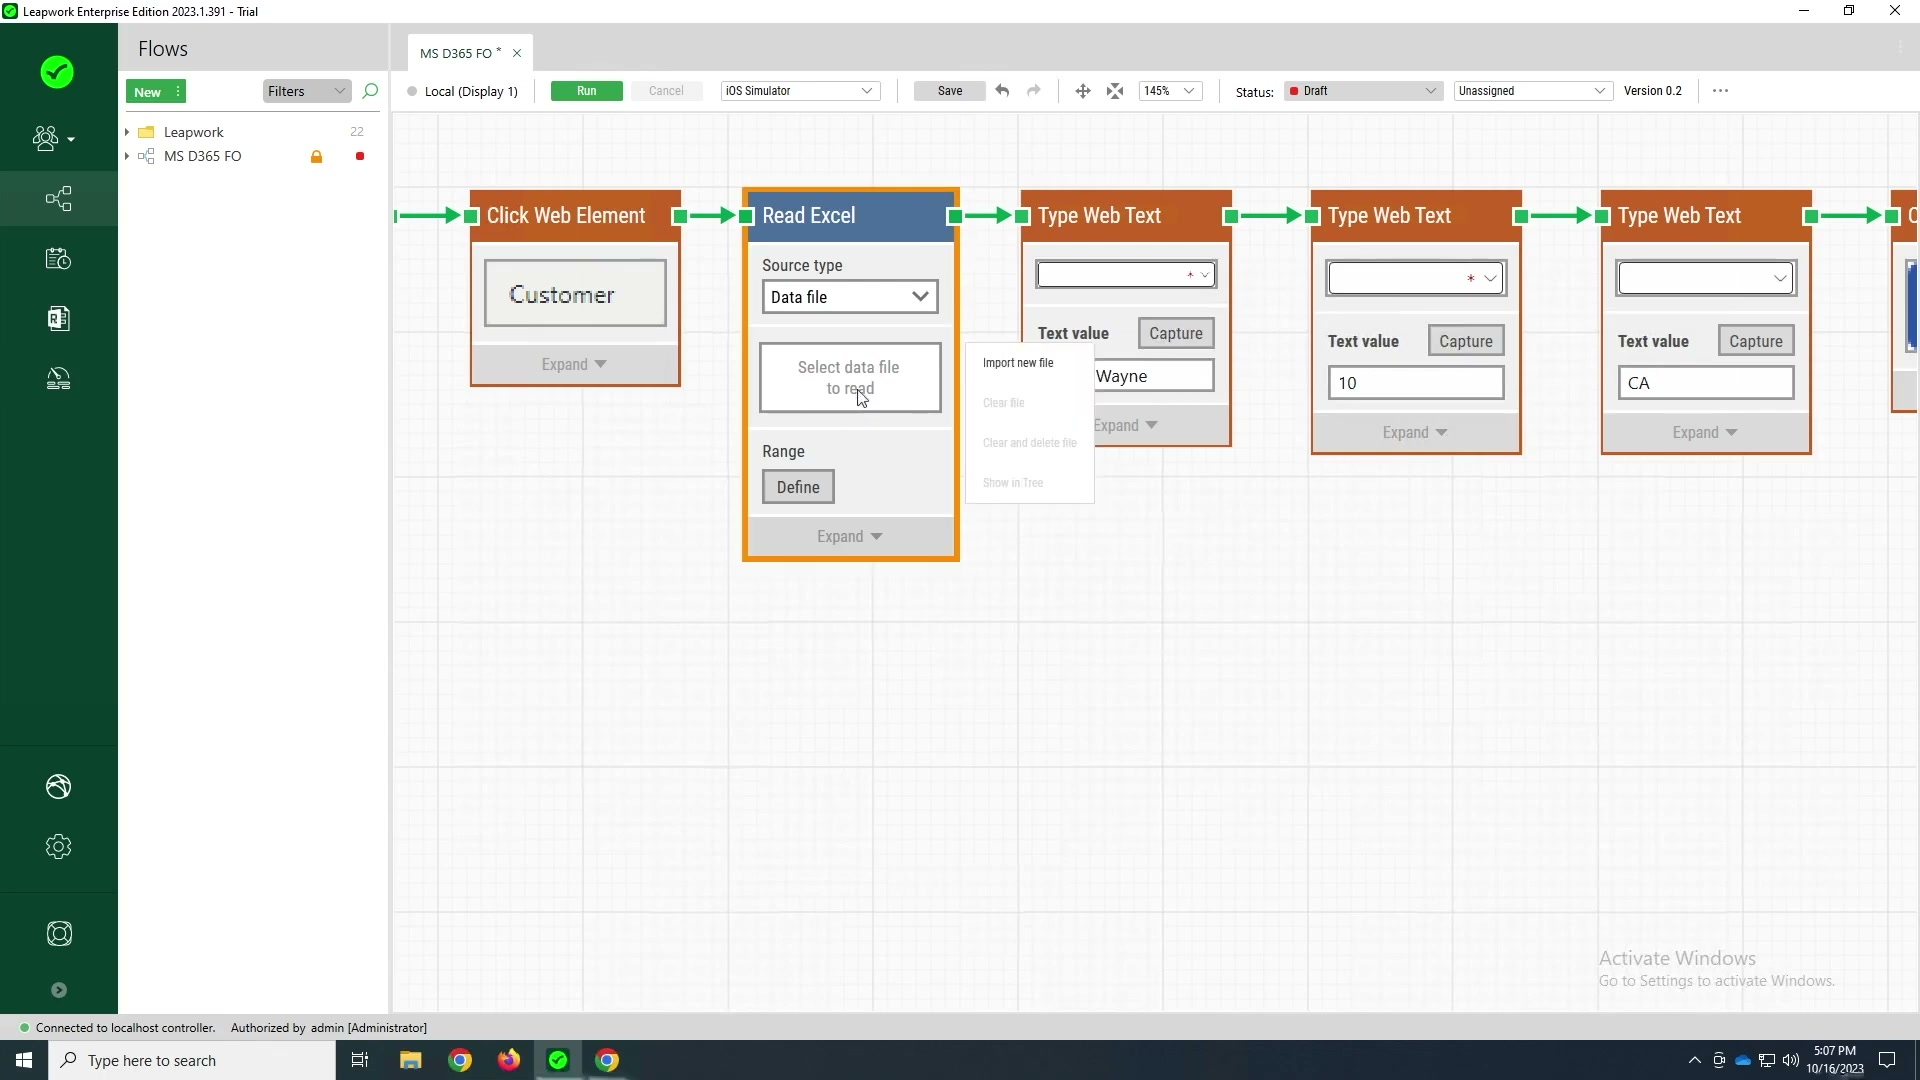 Leapwork Enterprise Edition 2023.1.391 - Trial
Flows
MS D365 FO *
New
Filters
Local (Display 1)
Run
Cancel
iOS Simulator
Save
145%
Status:
Draft
Unassigned
Version 0.2
Leapwork
22
MS D365 FO
Click Web Element
Customer
Expand
Read Excel
Source type
Data file
Select data file
to read
Range
Define
Expand
Import new file
Clear file
Clear and delete file
Show in Tree
Type Web Text
*
Text value
Capture
Wayne
Expand
Type Web Text
*
Text value
Capture
10
Expand
Type Web Text
Text value
Capture
CA
Expand
C
Activate Windows
Go to Settings to activate Windows.
Connected to localhost controller.
Authorized by admin [Administrator]
Type here to search
5:07 PM
10/16/2023